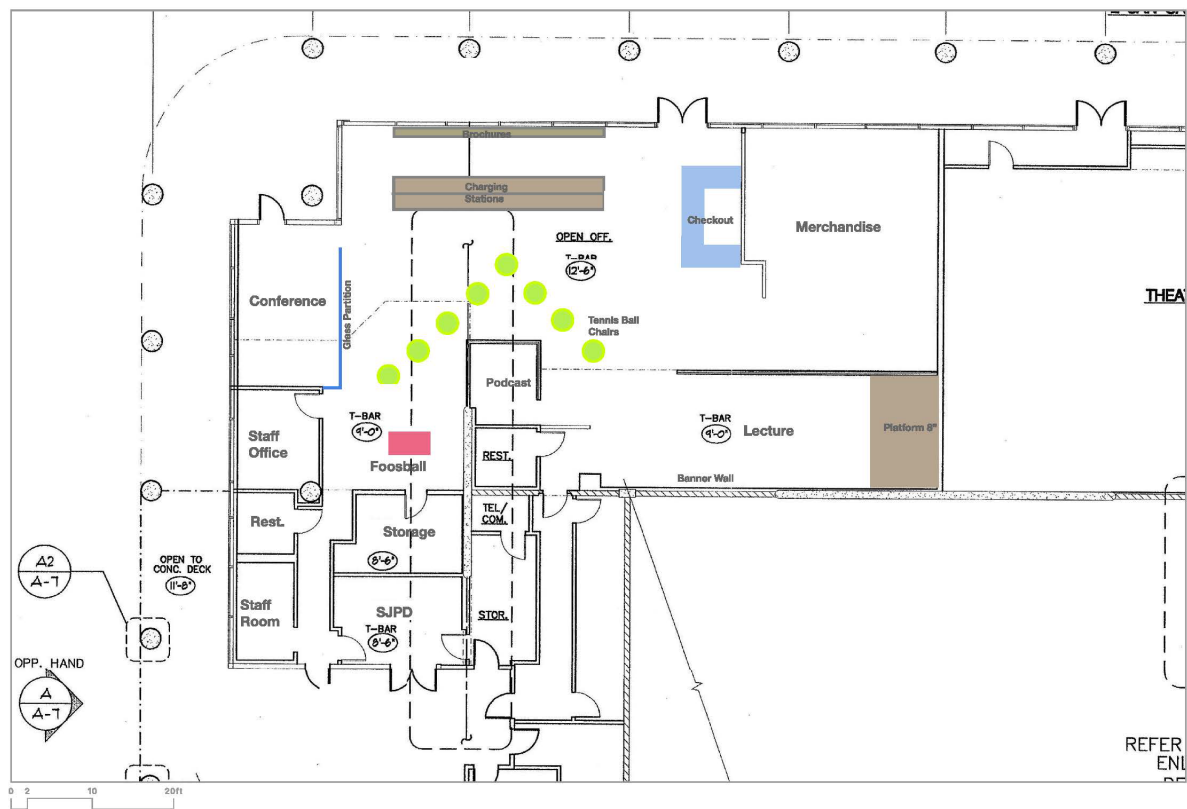 Brochures
Charging
Stations
Checkout
Merchandise
OPEN OFF.
T-BAR
12'-6"
Conference
Glass Partition
Tennis Ball
Chairs
THEA
Podcast
T-BAR
9'-0"
Foosball
Staff
Office
REST.
T-BAR
9'-0"
Lecture
Platform 8"
Banner Wall
Rest.
Storage
8'-6"
TEL/
COM.
A2
A-7
OPEN TO
CONC. DECK
11'-8"
Staff
Room
SJPD
T-BAR
8'-6"
STOR.
OPP. HAND
A
A-7
REFER
ENL
0 2 10 20ft